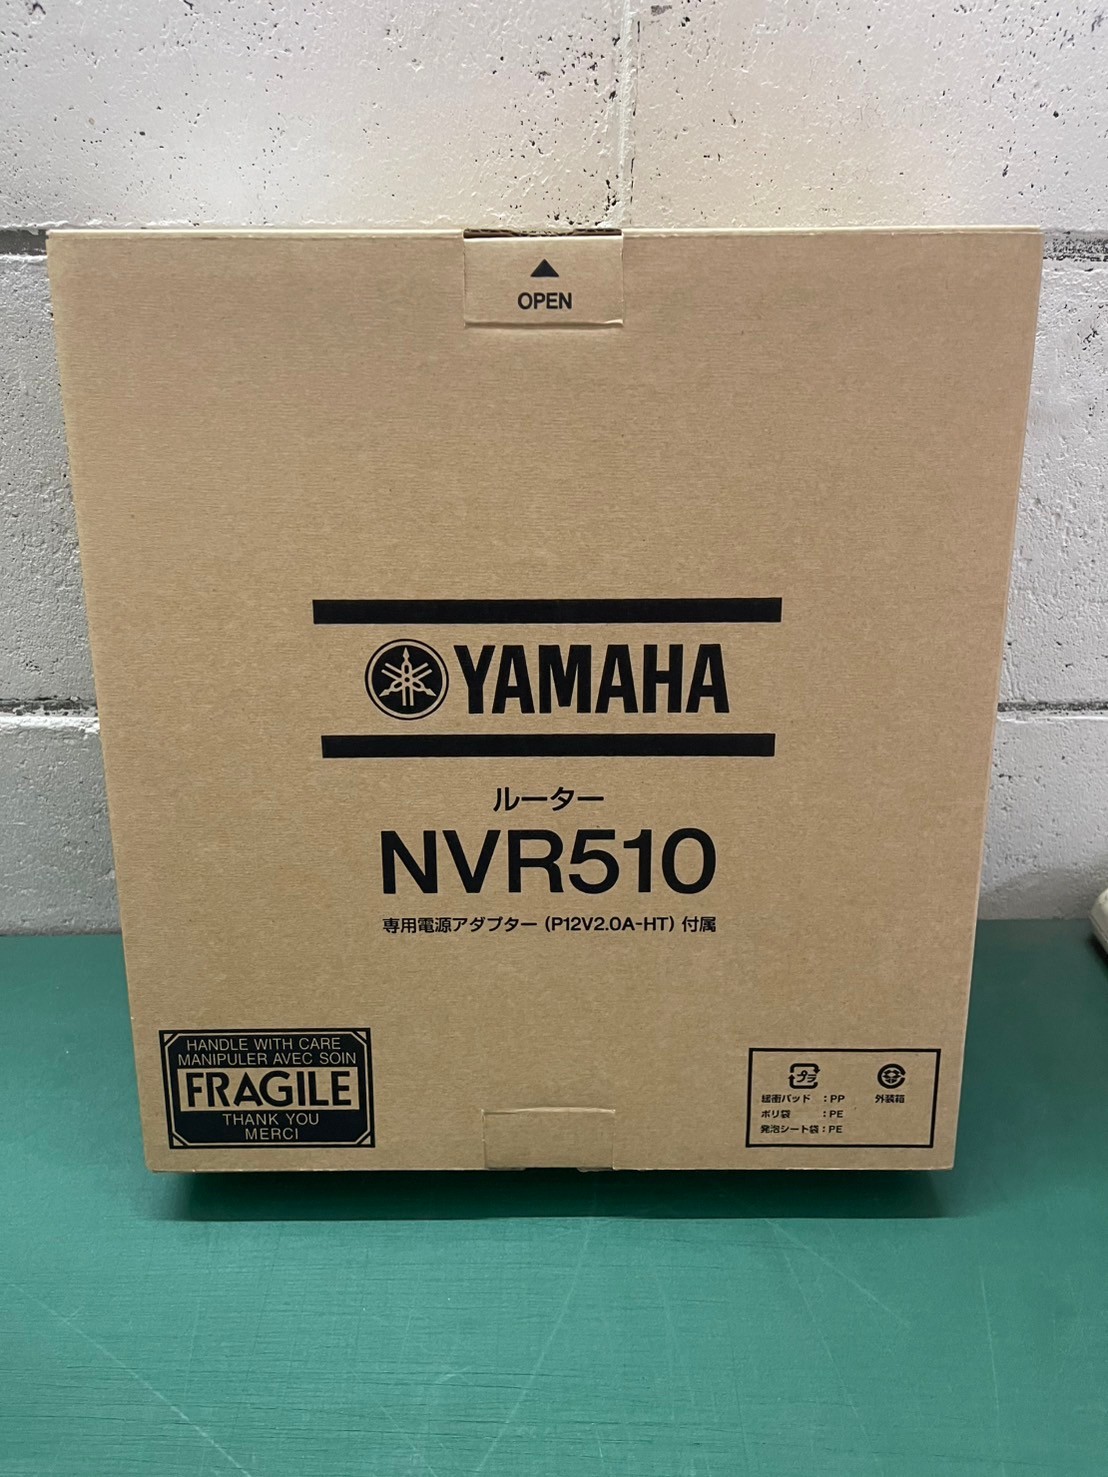 ▲
OPEN
YAMAHA
ルーター
NVR510
専用電源アダプター (P12V2.0A-HT) 付属
HANDLE WITH CARE
MANIPULER AVEC SOIN
FRAGILE
THANK YOU
MERCI
プラ
緩衝パッド :PP
外装箱
ポリ袋 :PE
発泡シート袋:PE